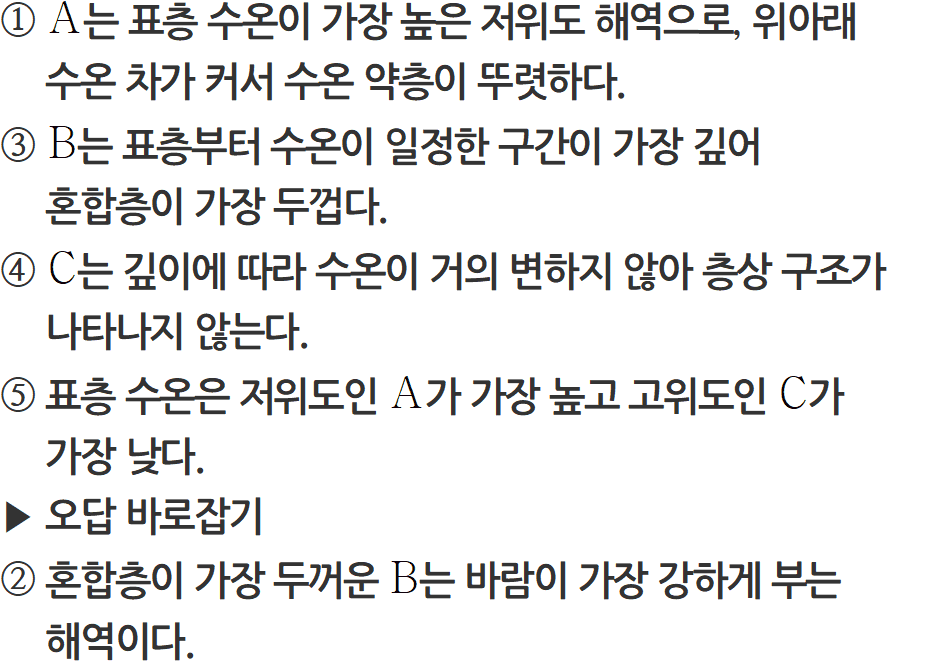 ① A는 표층 수온이 가장 높은 저위도 해역으로, 위아래
수온 차가 커서 수온 약층이 뚜렷하다.
③ B는 표층부터 수온이 일정한 구간이 가장 깊어
혼합층이 가장 두껍다.
④ C는 깊이에 따라 수온이 거의 변하지 않아 층상 구조가
나타나지 않는다.
⑤ 표층 수온은 저위도인 A가 가장 높고 고위도인 C가
가장 낮다.
▶ 오답 바로잡기
② 혼합층이 가장 두꺼운 B는 바람이 가장 강하게 부는
해역이다.